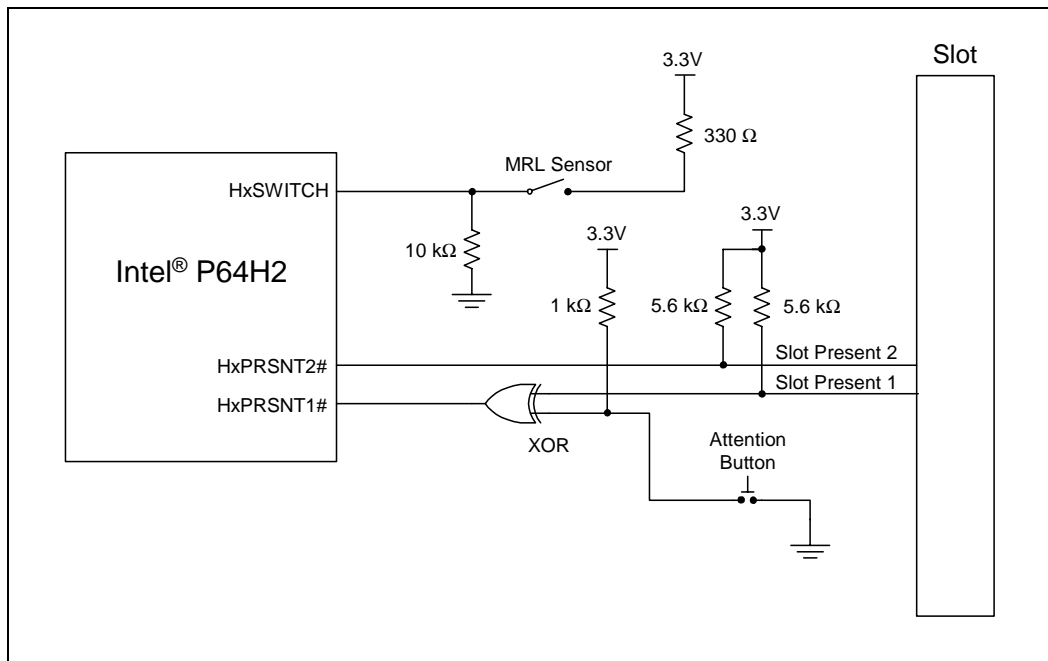 3.3V
Slot
330 Ω
MRL Sensor
HxSWITCH
3.3V
3.3V
10 kΩ
Intel® P64H2
1 kΩ
5.6 kΩ
5.6 kΩ
Slot Present 2
HxPRSNT2#
Slot Present 1
HxPRSNT1#
XOR
Attention
Button